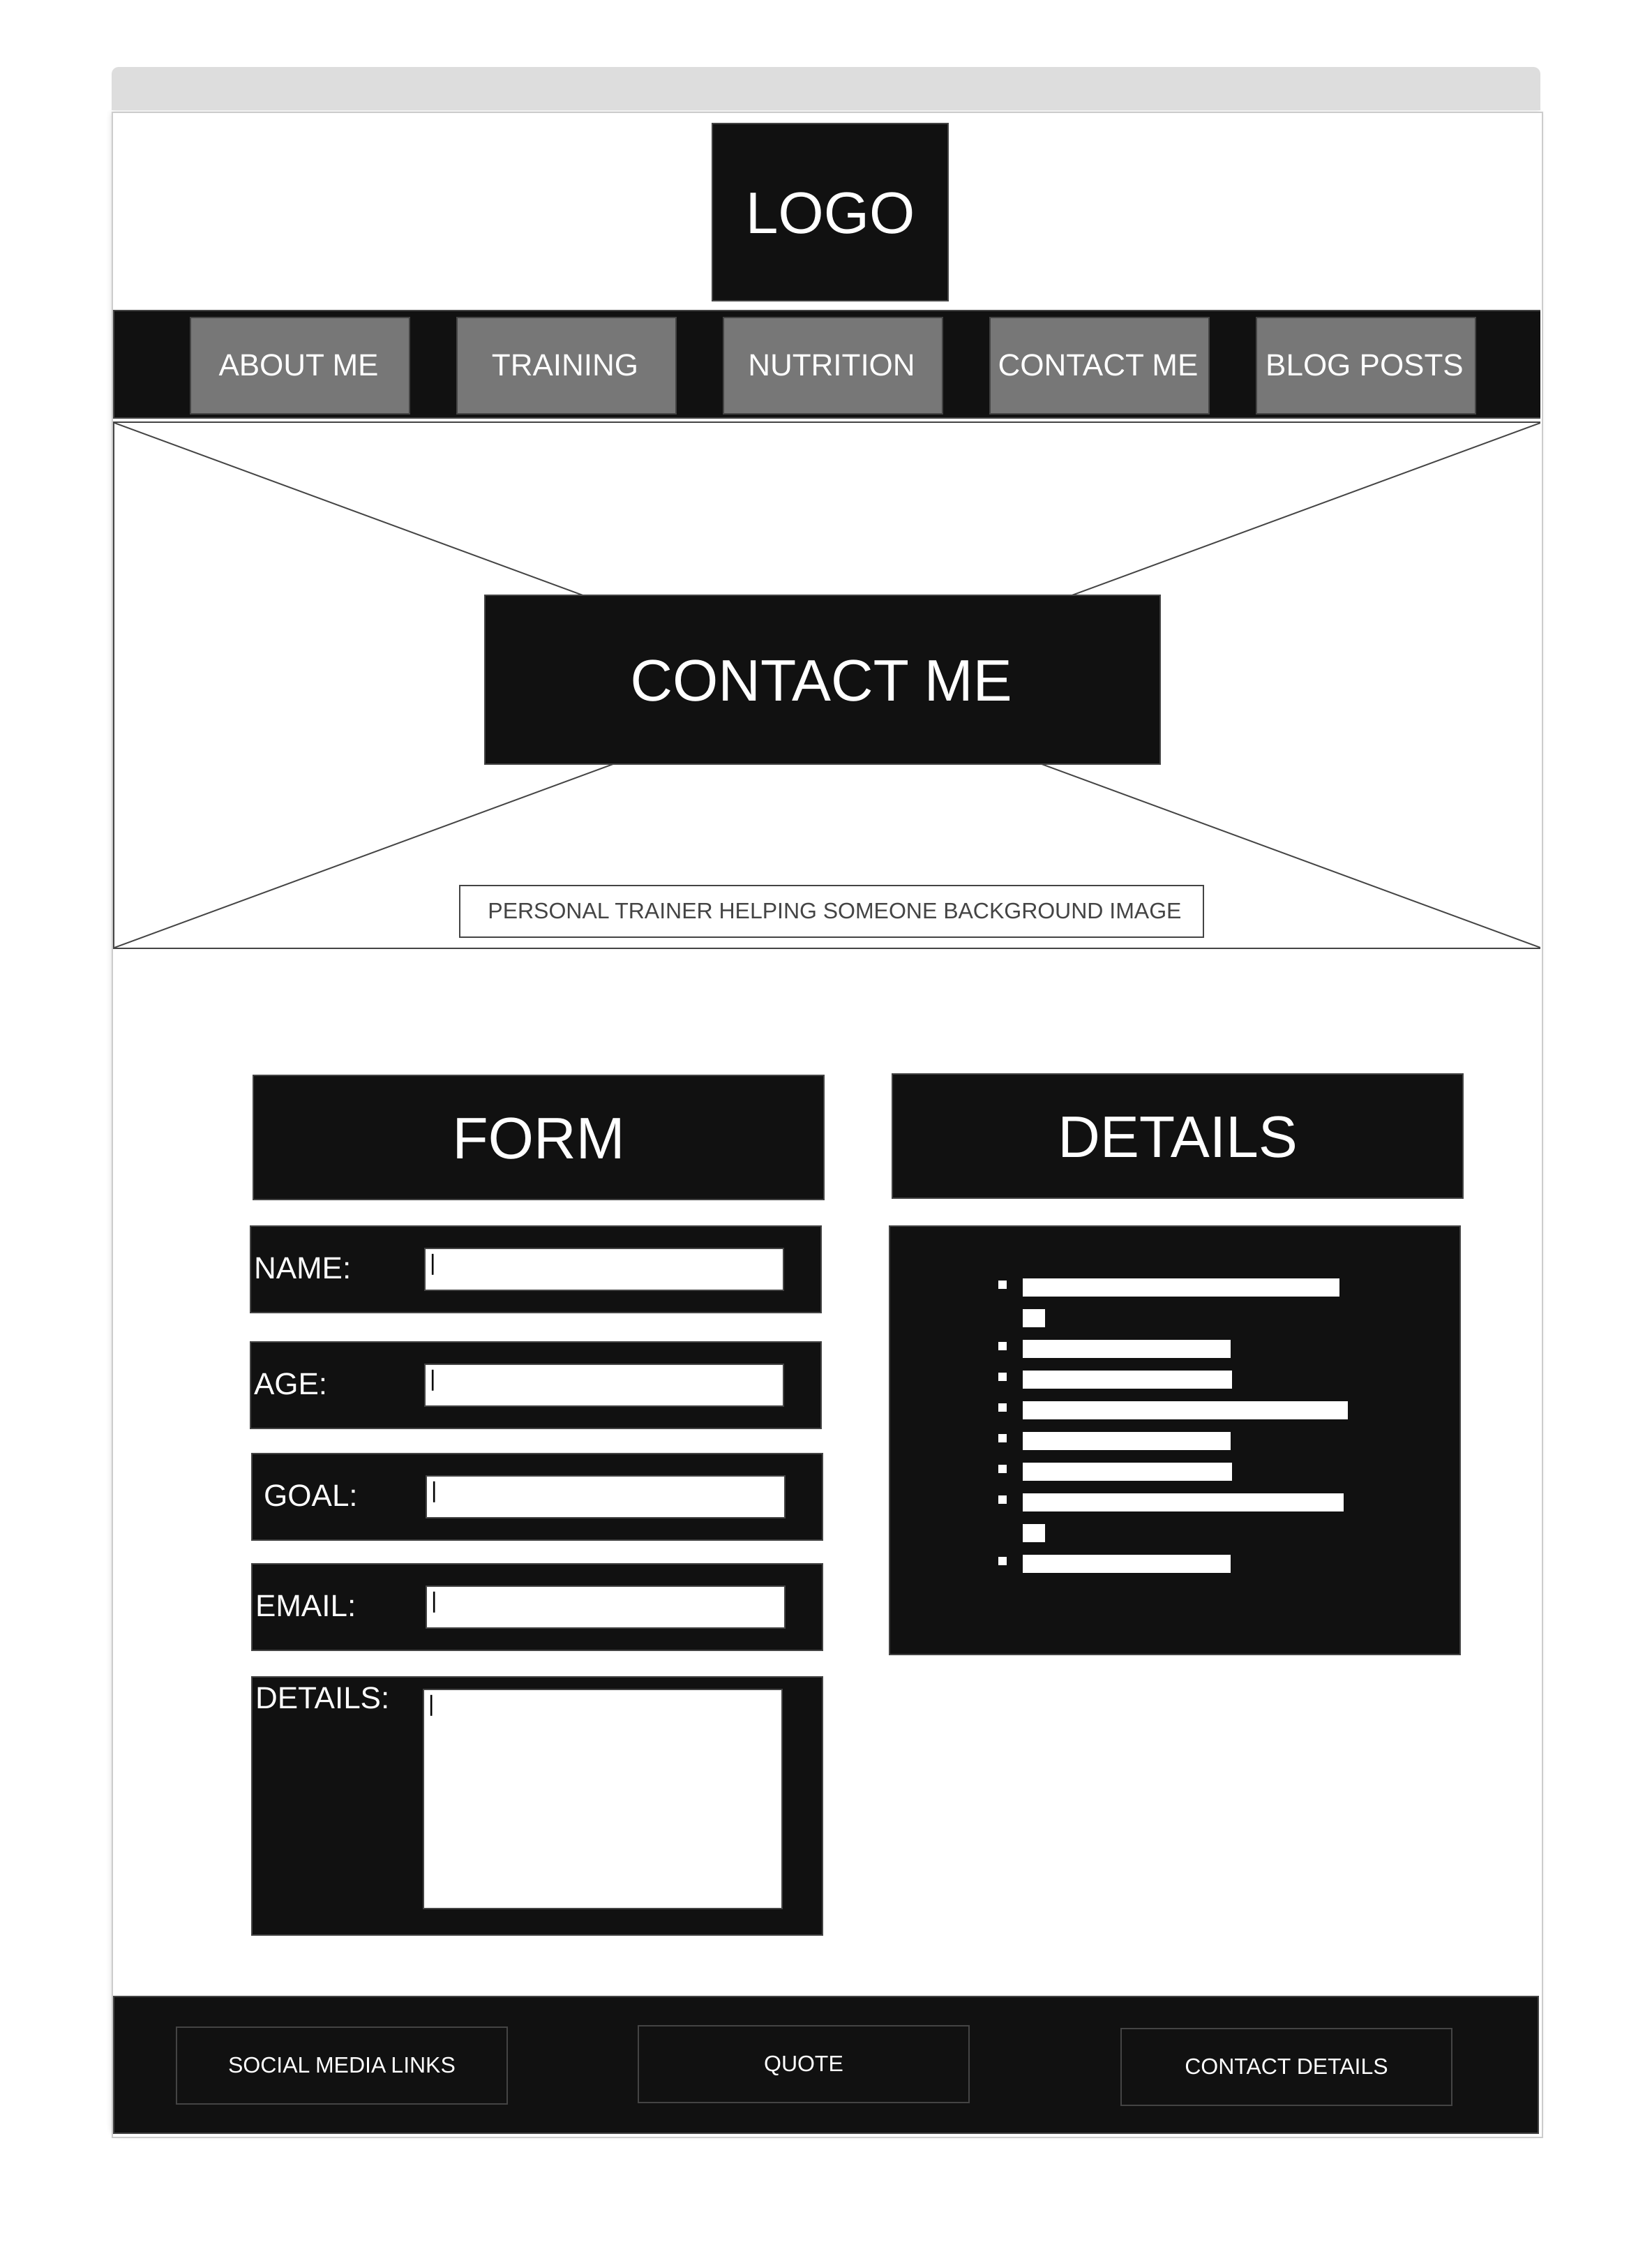 LOGO
ABOUT ME
TRAINING
NUTRITION
CONTACT ME
BLOG POSTS
CONTACT ME
PERSONAL TRAINER HELPING SOMEONE BACKGROUND IMAGE
FORM
NAME:
AGE:
GOAL:
EMAIL:
DETAILS:
DETAILS
SOCIAL MEDIA LINKS
QUOTE
CONTACT DETAILS